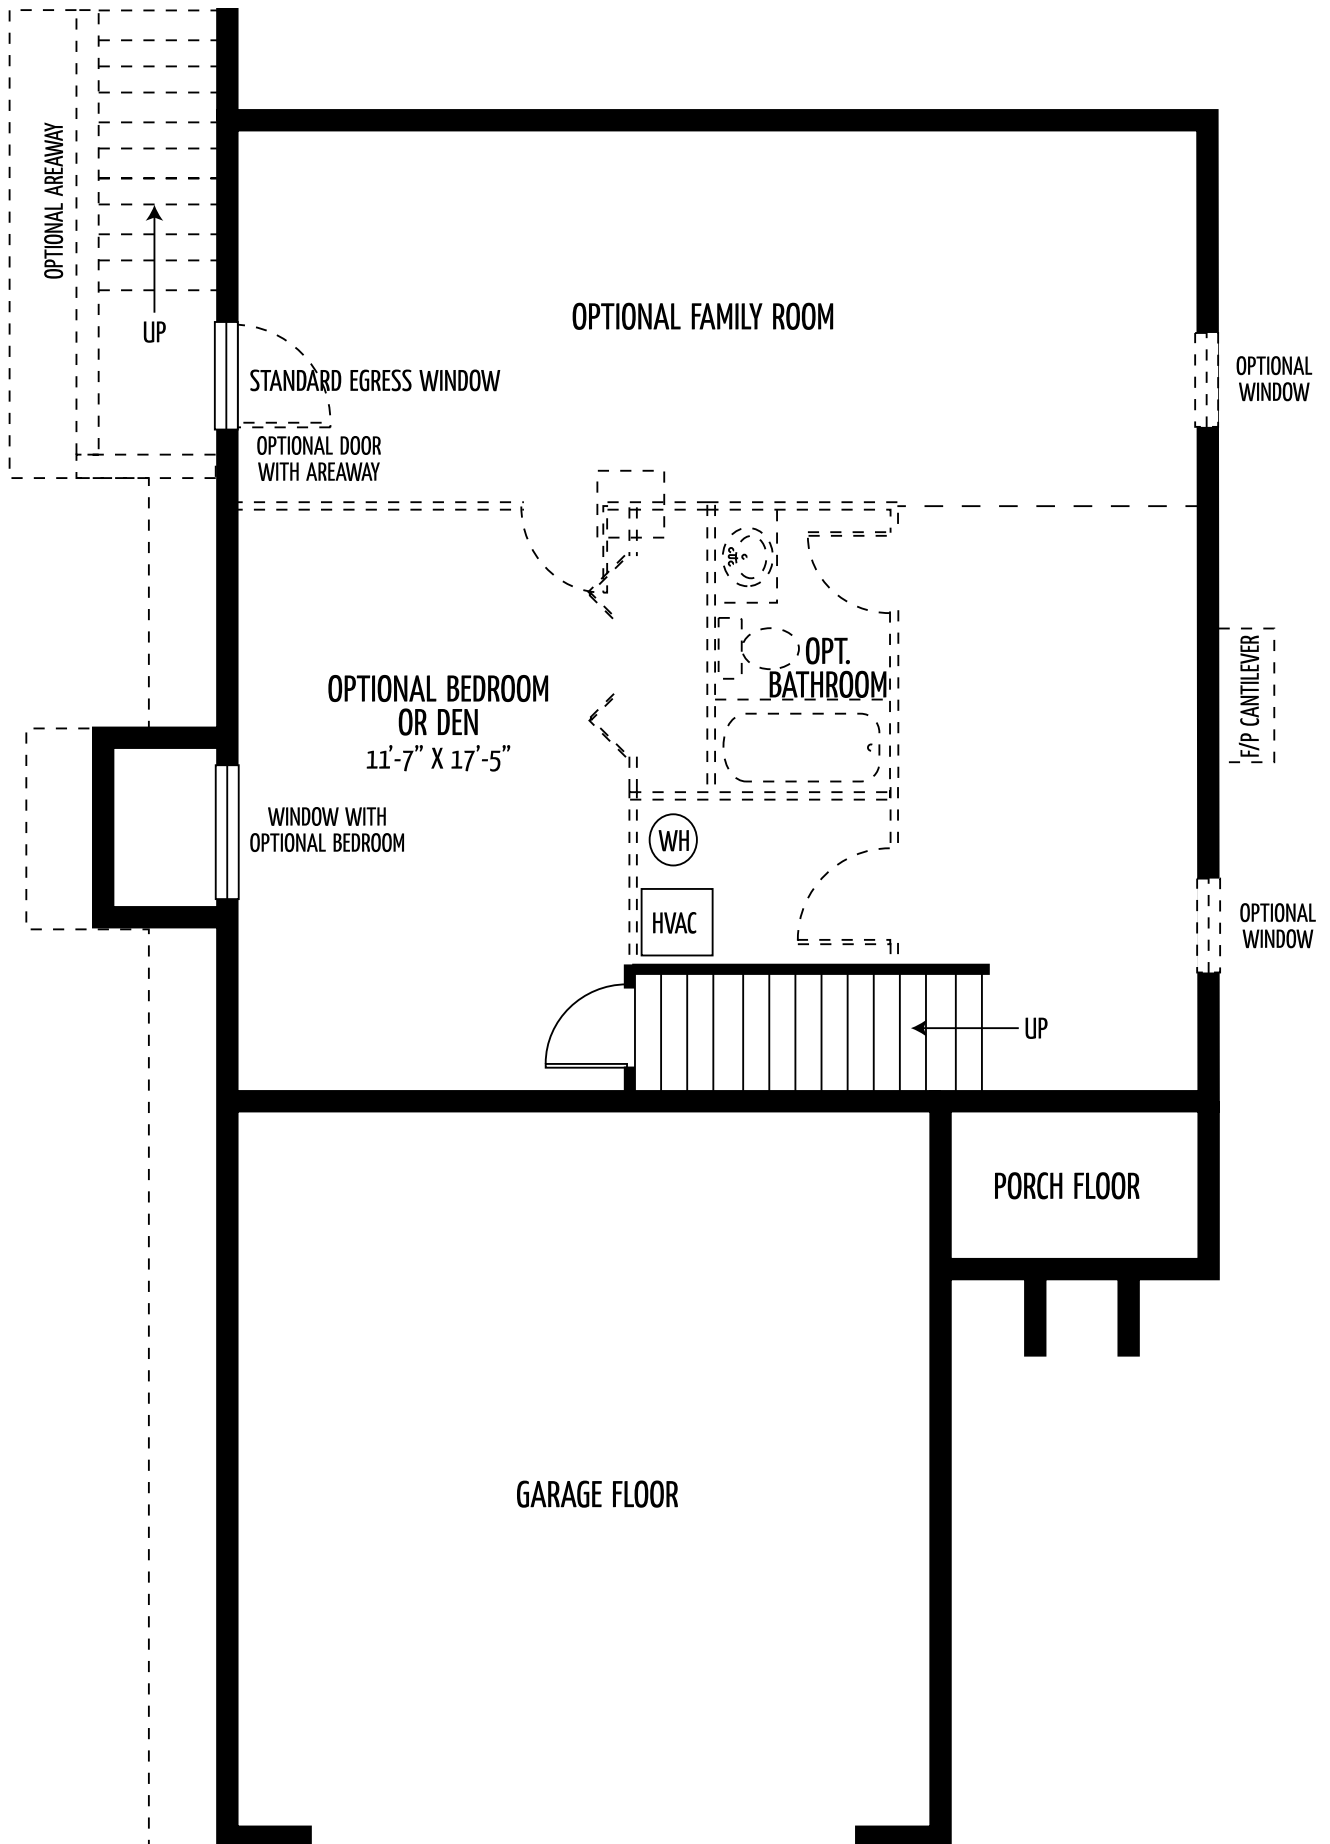 OPTIONAL AREAWAY
UP
OPTIONAL FAMILY ROOM
STANDARD EGRESS WINDOW
OPTIONAL
WINDOW
OPTIONAL DOOR
WITH AREAWAY
OPT.
BATHROOM
F/P CANTILEVER
OPTIONAL BEDROOM
OR DEN
11'-7" X 17'-5"
WINDOW WITH
OPTIONAL BEDROOM
WH
HVAC
OPTIONAL
WINDOW
UP
PORCH FLOOR
GARAGE FLOOR